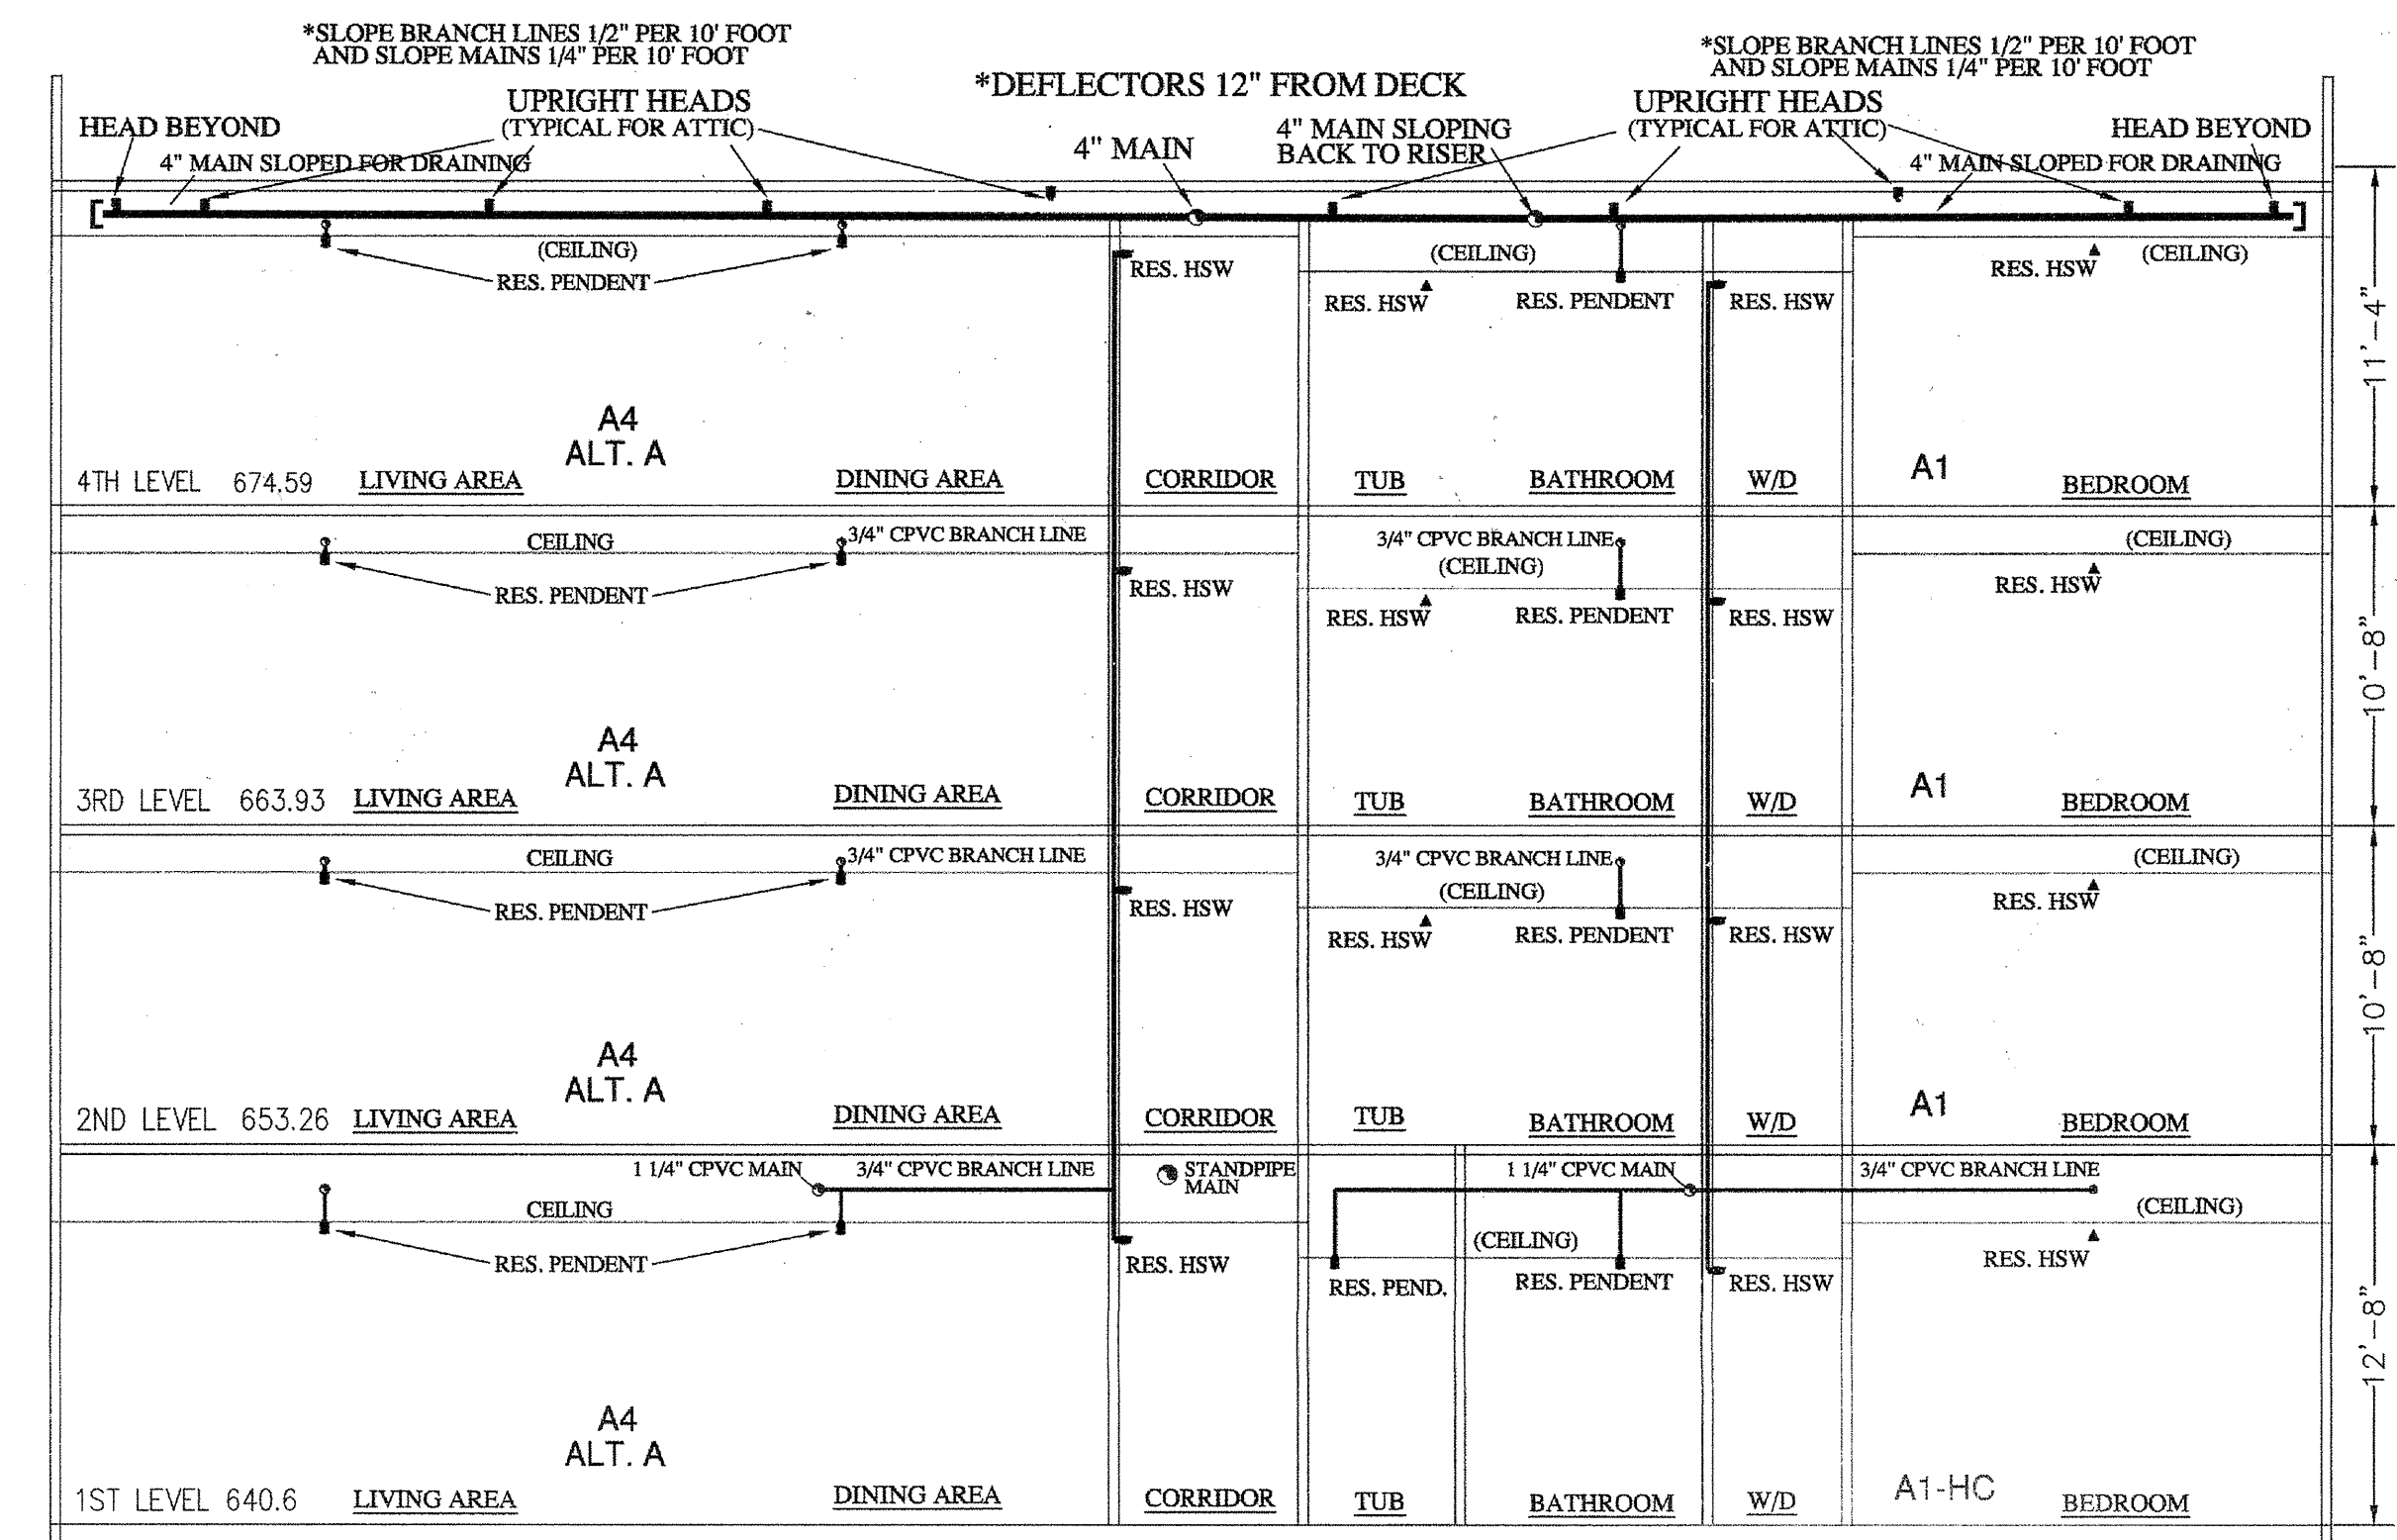 *SLOPE BRANCH LINES 1/2" PER 10' FOOT
AND SLOPE MAINS 1/4" PER 10' FOOT
*SLOPE BRANCH LINES 1/2" PER 10' FOOT
AND SLOPE MAINS 1/4" PER 10' FOOT
*DEFLECTORS 12" FROM DECK
UPRIGHT HEADS
(TYPICAL FOR ATTIC)
UPRIGHT HEADS
(TYPICAL FOR ATTIC)
HEAD BEYOND
4" MAIN SLOPED FOR DRAINING
4" MAIN
4" MAIN SLOPING
BACK TO RISER
HEAD BEYOND
4" MAIN SLOPED FOR DRAINING
(CEILING)
RES. PENDENT
RES. HSW
(CEILING)
RES. HSW
RES. PENDENT
RES. HSW
RES. HSW
(CEILING)
11'-4"
A4
ALT. A
A1
4TH LEVEL 674.59
LIVING AREA
DINING AREA
CORRIDOR
TUB
BATHROOM
W/D
BEDROOM
CEILING
3/4" CPVC BRANCH LINE
RES. PENDENT
RES. HSW
3/4" CPVC BRANCH LINE
(CEILING)
RES. HSW
RES. PENDENT
RES. HSW
(CEILING)
RES. HSW
10'-8"
A4
ALT. A
A1
3RD LEVEL 663.93
LIVING AREA
DINING AREA
CORRIDOR
TUB
BATHROOM
W/D
BEDROOM
CEILING
3/4" CPVC BRANCH LINE
RES. PENDENT
RES. HSW
3/4" CPVC BRANCH LINE
(CEILING)
RES. HSW
RES. PENDENT
RES. HSW
(CEILING)
RES. HSW
10'-8"
A4
ALT. A
A1
2ND LEVEL 653.26
LIVING AREA
DINING AREA
CORRIDOR
TUB
BATHROOM
W/D
BEDROOM
1 1/4" CPVC MAIN
3/4" CPVC BRANCH LINE
STANDPIPE
MAIN
1 1/4" CPVC MAIN
3/4" CPVC BRANCH LINE
CEILING
(CEILING)
(CEILING)
RES. PENDENT
RES. HSW
RES. PEND.
RES. PENDENT
RES. HSW
RES. HSW
12'-8"
A4
ALT. A
A1-HC
1ST LEVEL 640.6
LIVING AREA
DINING AREA
CORRIDOR
TUB
BATHROOM
W/D
BEDROOM